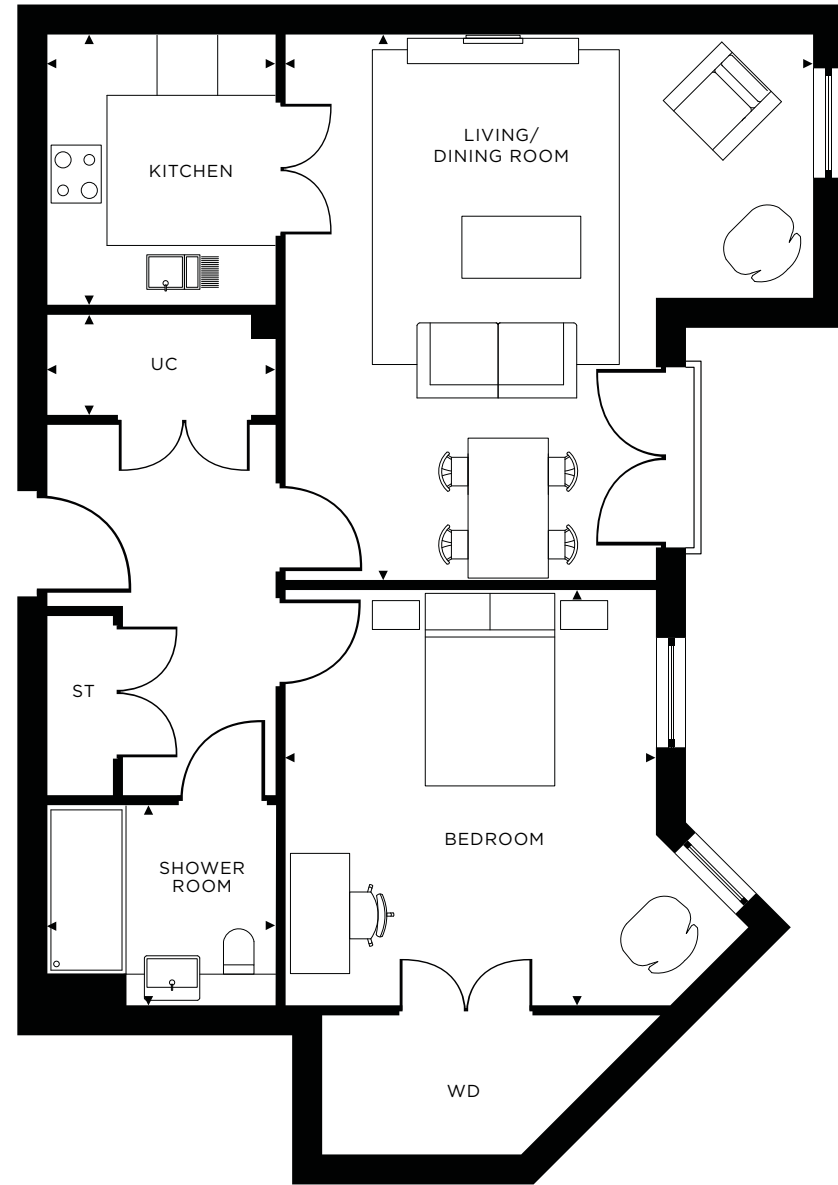 LIVING/
DINING ROOM
KITCHEN
UC
ST
BEDROOM
SHOWER
ROOM
WD